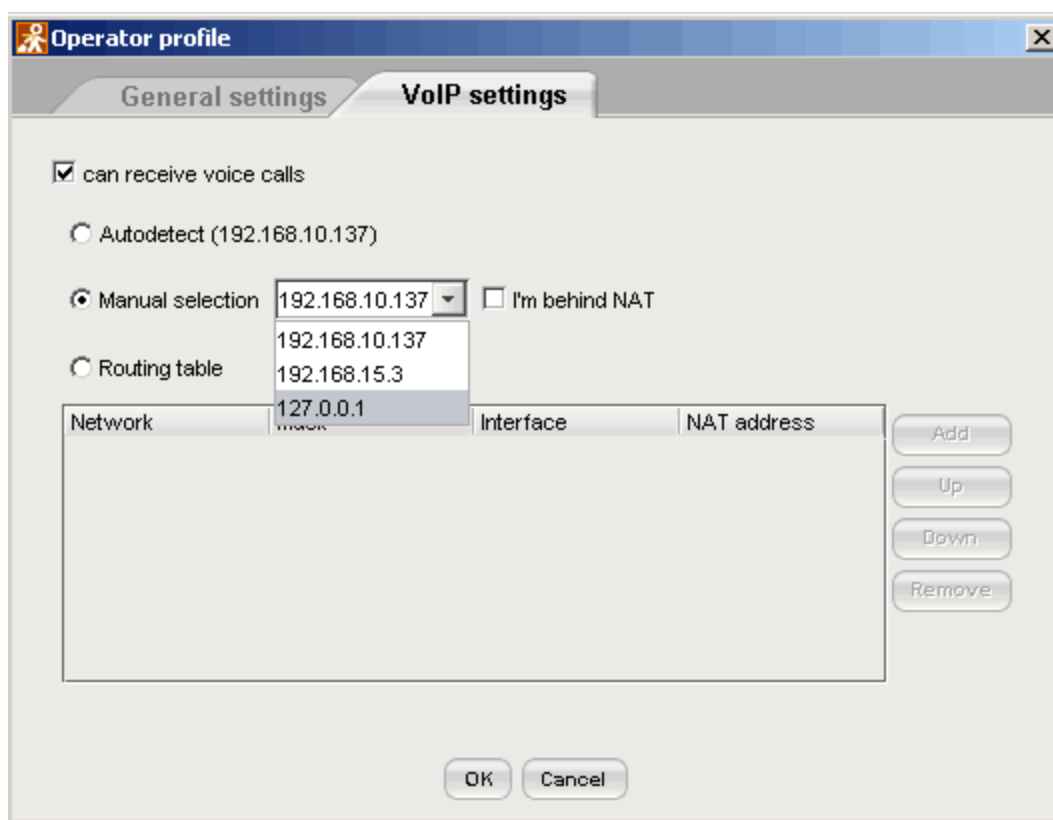 Operator profile
General settings
VoIP settings
can receive voice calls
Autodetect (192.168.10.137)
Manual selection 192.168.10.137 I'm behind NAT
192.168.10.137
Routing table
192.168.15.3
127.0.0.1
Network Interface NAT address
Add
Up
Down
Remove
OK Cancel